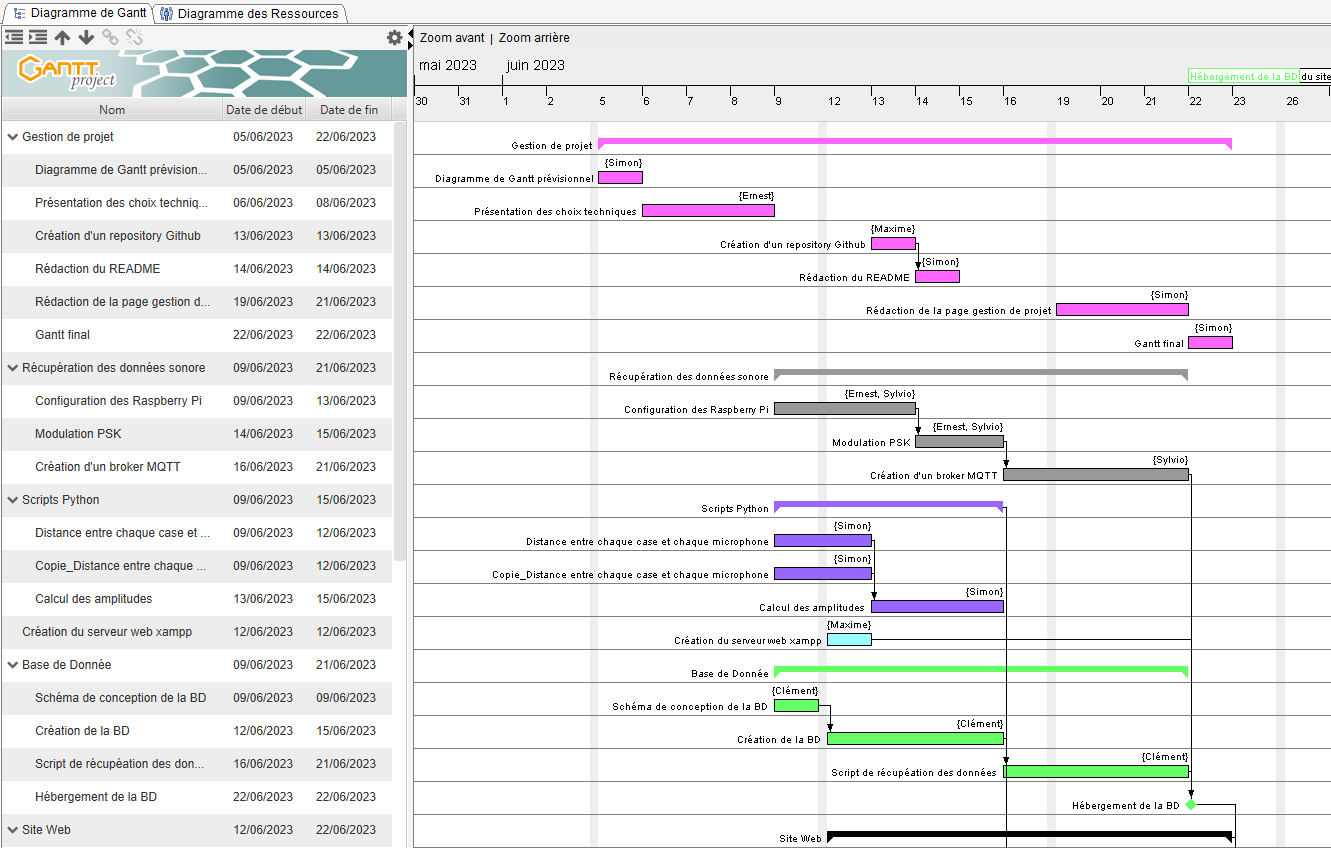 Diagramme de Gantt Diagramme des Ressources
Zoom avant | Zoom arrière
mai 2023 juin 2023
GANTT
project
Hébergement de la BD du site
Nom Date de début Date de fin
30 31 1 2 5 6 7 8 9 12 13 14 15 16 19 20 21 22 23 26
Gestion de projet 05/06/2023 22/06/2023
Gestion de projet
Diagramme de Gantt prévision... 05/06/2023 05/06/2023
{Simon}
Diagramme de Gantt prévisionnel
Présentation des choix techniq... 06/06/2023 08/06/2023
{Ernest}
Présentation des choix techniques
Création d'un repository Github 13/06/2023 13/06/2023
{Maxime}
Création d'un repository Github
Rédaction du README 14/06/2023 14/06/2023
{Simon}
Rédaction du README
Rédaction de la page gestion d... 19/06/2023 21/06/2023
{Simon}
Rédaction de la page gestion de projet
Gantt final 22/06/2023 22/06/2023
{Simon}
Gantt final
Récupération des données sonore 09/06/2023 21/06/2023
Récupération des données sonore
Configuration des Raspberry Pi 09/06/2023 13/06/2023
{Ernest, Sylvio}
Configuration des Raspberry Pi
Modulation PSK 14/06/2023 15/06/2023
{Ernest, Sylvio}
Modulation PSK
Création d'un broker MQTT 16/06/2023 21/06/2023
{Sylvio}
Création d'un broker MQTT
Scripts Python 09/06/2023 15/06/2023
Scripts Python
Distance entre chaque case et ... 09/06/2023 12/06/2023
{Simon}
Distance entre chaque case et chaque microphone
Copie_Distance entre chaque ... 09/06/2023 12/06/2023
{Simon}
Copie_Distance entre chaque case et chaque microphone
Calcul des amplitudes 13/06/2023 15/06/2023
{Simon}
Calcul des amplitudes
Création du serveur web xampp 12/06/2023 12/06/2023
{Maxime}
Création du serveur web xampp
Base de Donnée 09/06/2023 21/06/2023
Base de Donnée
Schéma de conception de la BD 09/06/2023 09/06/2023
{Clément}
Schéma de conception de la BD
Création de la BD 12/06/2023 15/06/2023
{Clément}
Création de la BD
Script de récupéation des don... 16/06/2023 21/06/2023
{Clément}
Script de récupéation des données
Hébergement de la BD 22/06/2023 22/06/2023
Hébergement de la BD
Site Web 12/06/2023 22/06/2023
Site Web